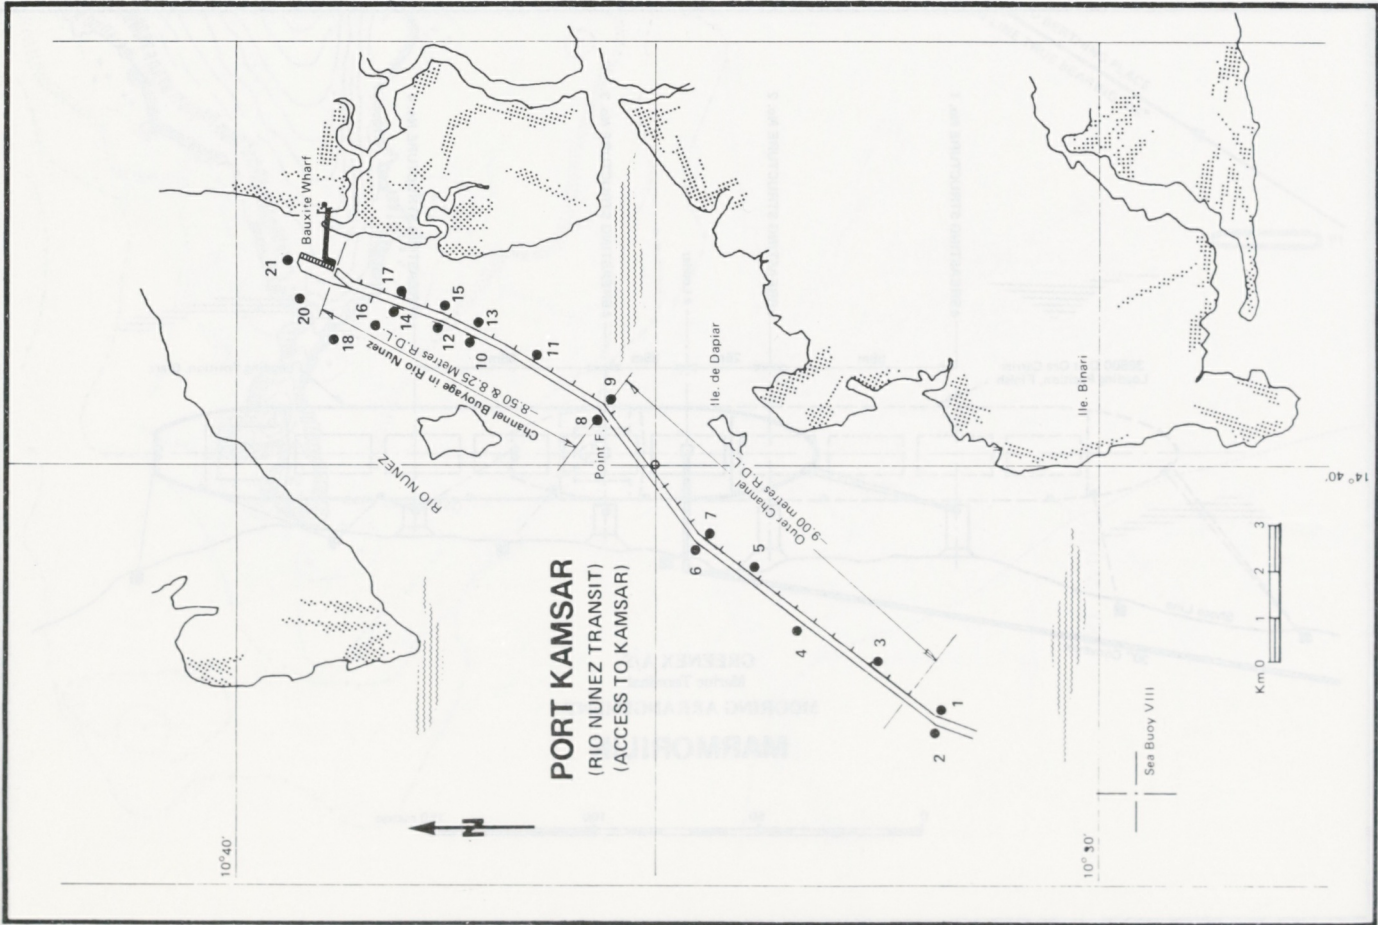 PORT KAMSAR
(RIO NUNEZ TRANSIT)
(ACCESS TO KAMSAR)
N
10°40'
10°30'
14°40'
Bauxite Wharf
21
20
18
16
17
14
15
12
13
10
11
9
8
7
6
5
4
3
2
1
Channel Buoyage in Rio Nunez
–8.50 & 8.25 Metres R.D.L.
RIO NUNEZ
Point F.
Outer Channel
9.00 metres R.D.L.
Ile. de Dapiar
Ile. Binari
Sea Buoy VIII
Km 0 1 2 3